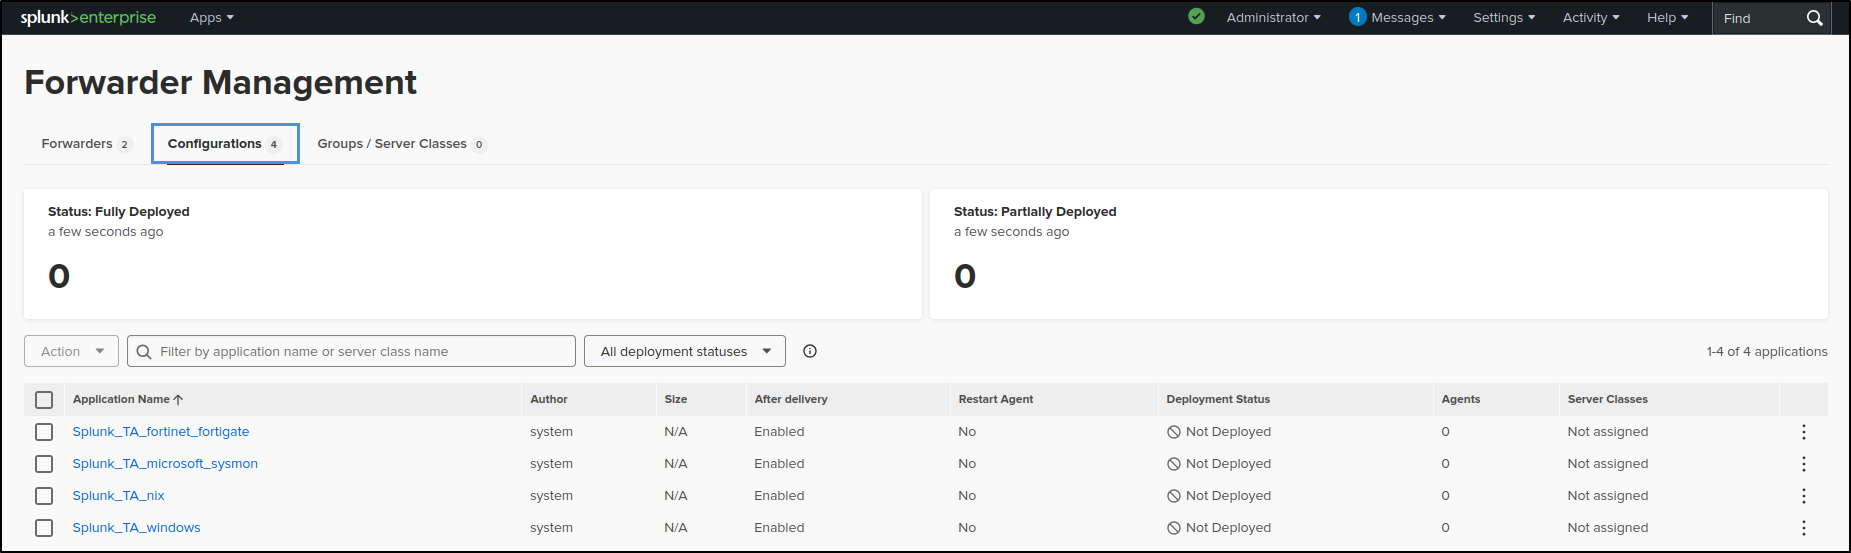 splunk>enterprise Apps Administrator 1 Messages Settings Activity Help Find
Forwarder Management
Forwarders 2 Configurations 4 Groups / Server Classes 0
Status: Fully Deployed
a few seconds ago
0
Status: Partially Deployed
a few seconds ago
0
Action Filter by application name or server class name All deployment statuses 1-4 of 4 applications
Application Name Author Size After delivery Restart Agent Deployment Status Agents Server Classes
Splunk_TA_fortinet_fortigate system N/A Enabled No Not Deployed 0 Not assigned
Splunk_TA_microsoft_sysmon system N/A Enabled No Not Deployed 0 Not assigned
Splunk_TA_nix system N/A Enabled No Not Deployed 0 Not assigned
Splunk_TA_windows system N/A Enabled No Not Deployed 0 Not assigned